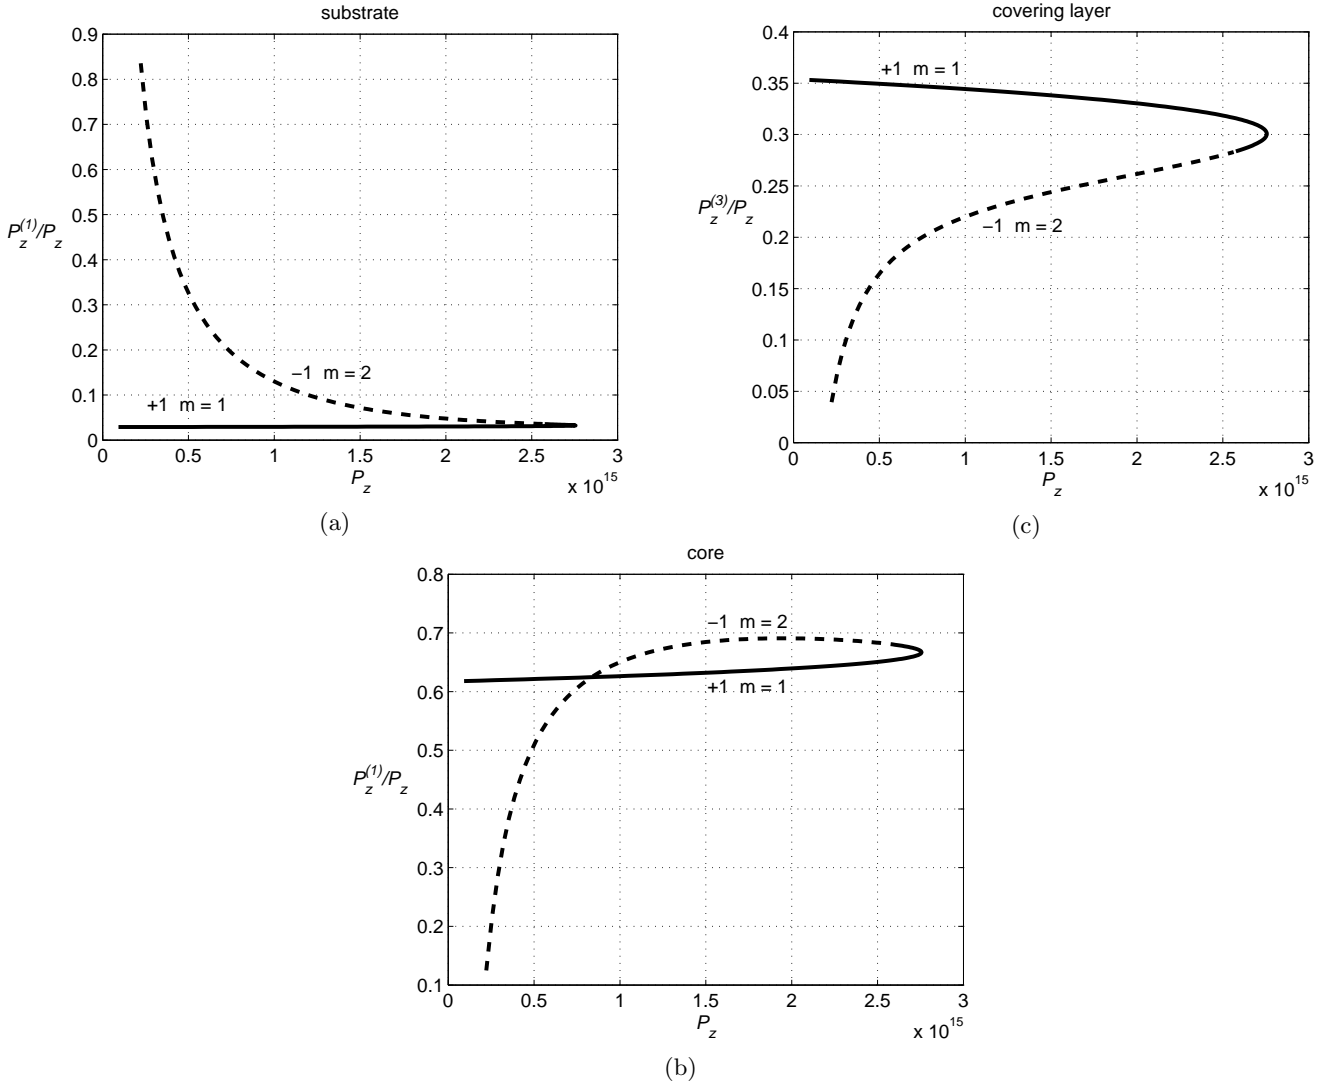 substrate
0.9
0.8
0.7
0.6
0.5
P_z^(1)/P_z
0.4
0.3
0.2
−1 m = 2
0.1
+1 m = 1
0
0 0.5 1 1.5 2 2.5 3
P_z
x 10^15
(a)
covering layer
0.4
+1 m = 1
0.35
0.3
0.25
P_z^(3)/P_z
−1 m = 2
0.2
0.15
0.1
0.05
0
0 0.5 1 1.5 2 2.5 3
P_z
x 10^15
(c)
core
0.8
−1 m = 2
0.7
+1 m = 1
0.6
0.5
P_z^(1)/P_z
0.4
0.3
0.2
0.1
0 0.5 1 1.5 2 2.5 3
P_z
x 10^15
(b)